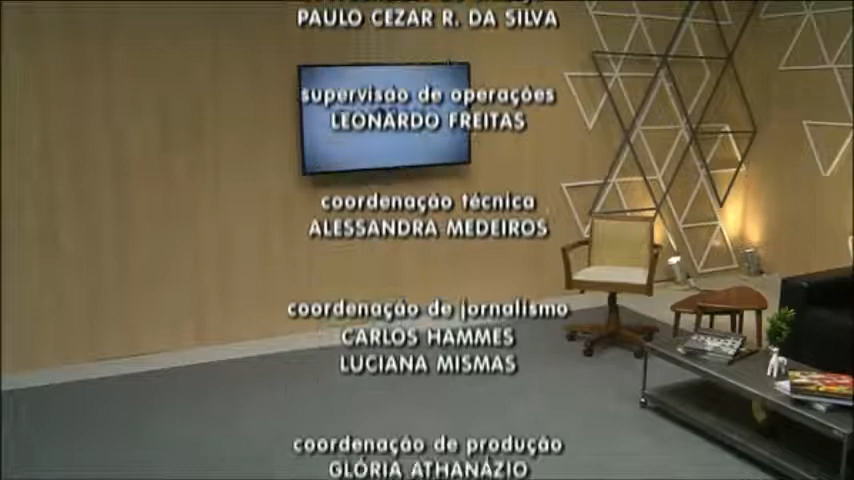 PAULO CEZAR R. DA SILVA
supervisão de operações
LEONARDO FREITAS
coordenação técnica
ALESSANDRA MEDEIROS
coordenação de jornalismo
CARLOS HAMMES
LUCIANA MISMAS
coordenação de produção
GLÓRIA ATHANÁZIO